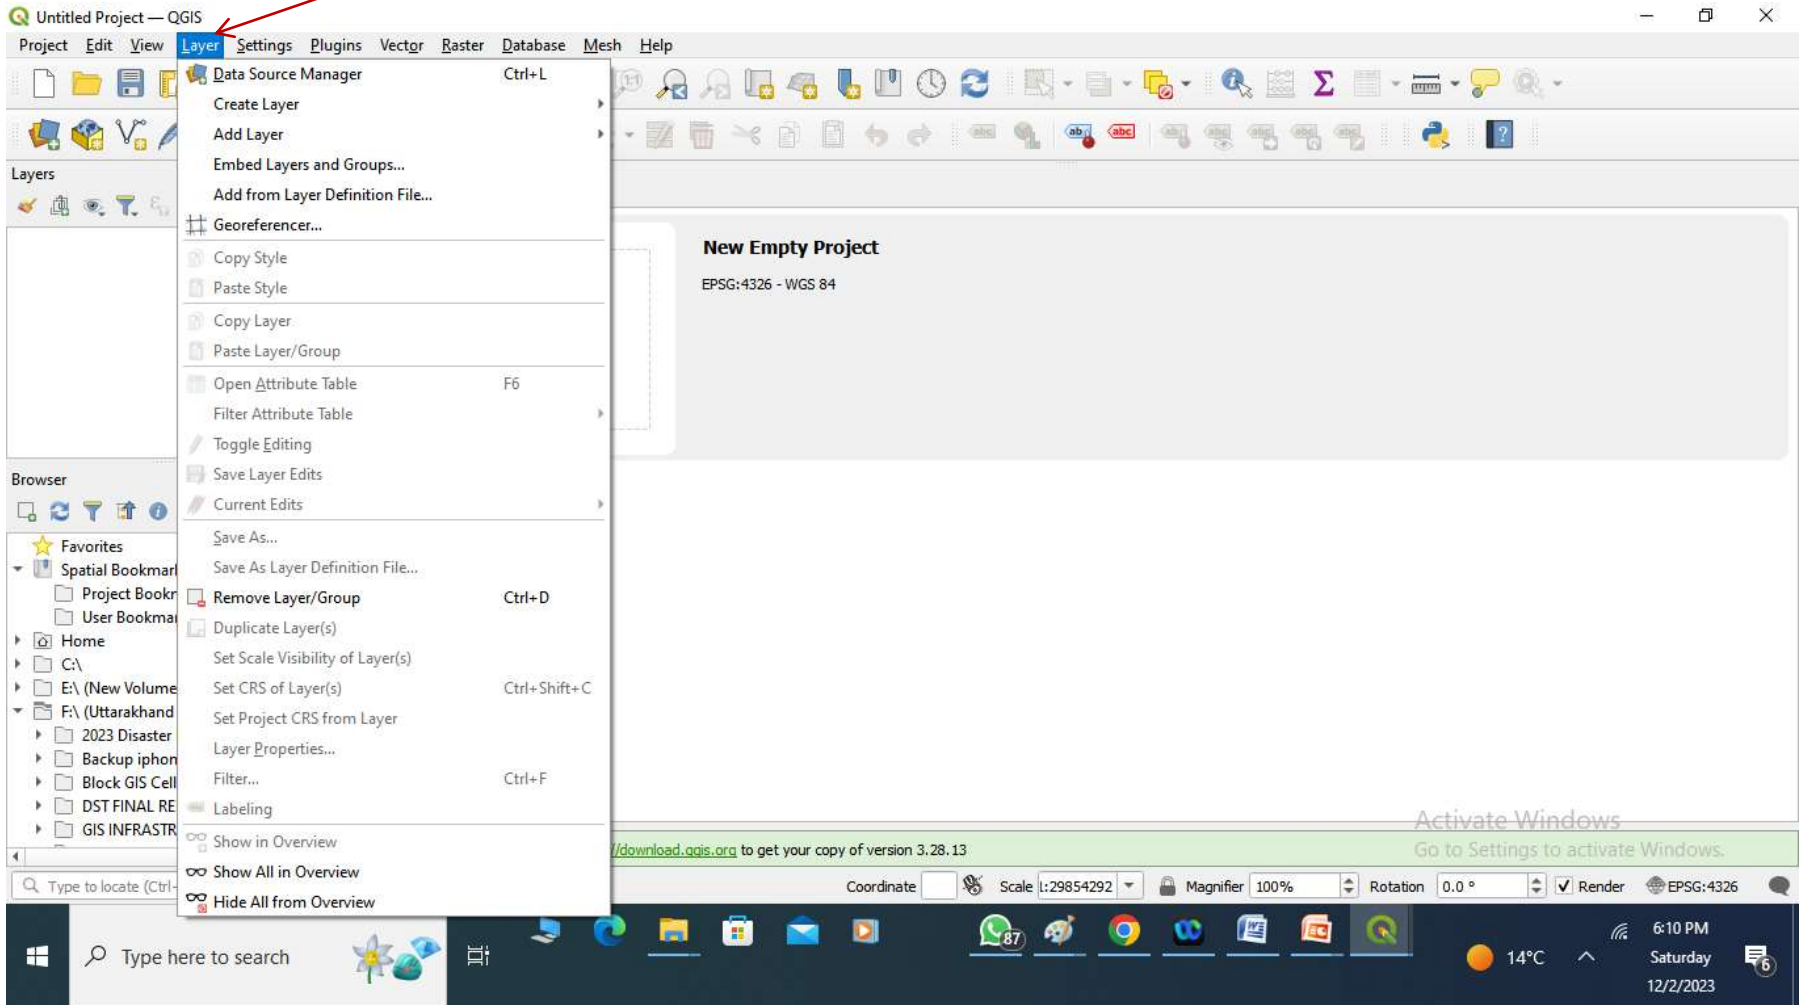 Untitled Project — QGIS
Project Edit View Layer Settings Plugins Vector Raster Database Mesh Help
Data Source Manager Ctrl+L
Create Layer
Add Layer
Embed Layers and Groups...
Add from Layer Definition File...
Georeferencer...
Copy Style
Paste Style
Copy Layer
Paste Layer/Group
Open Attribute Table F6
Filter Attribute Table
Toggle Editing
Save Layer Edits
Current Edits
Save As...
Save As Layer Definition File...
Remove Layer/Group Ctrl+D
Duplicate Layer(s)
Set Scale Visibility of Layer(s)
Set CRS of Layer(s) Ctrl+Shift+C
Set Project CRS from Layer
Layer Properties...
Filter... Ctrl+F
Labeling
Show in Overview
Show All in Overview
Hide All from Overview
Layers
New Empty Project
EPSG:4326 - WGS 84
Browser
Favorites
Spatial Bookmar
Project Bookr
User Bookmar
Home
C:\
E:\ (New Volume
F:\ (Uttarakhand
2023 Disaster
Backup iphon
Block GIS Cell
DST FINAL RE
GIS INFRASTR
Activate Windows
Go to Settings to activate Windows.
//download.qgis.org to get your copy of version 3.28.13
Type to locate (Ctrl+
Coordinate Scale 1:29854292 Magnifier 100% Rotation 0.0 ° Render EPSG:4326
Type here to search
87
14°C
6:10 PM
Saturday
12/2/2023
6